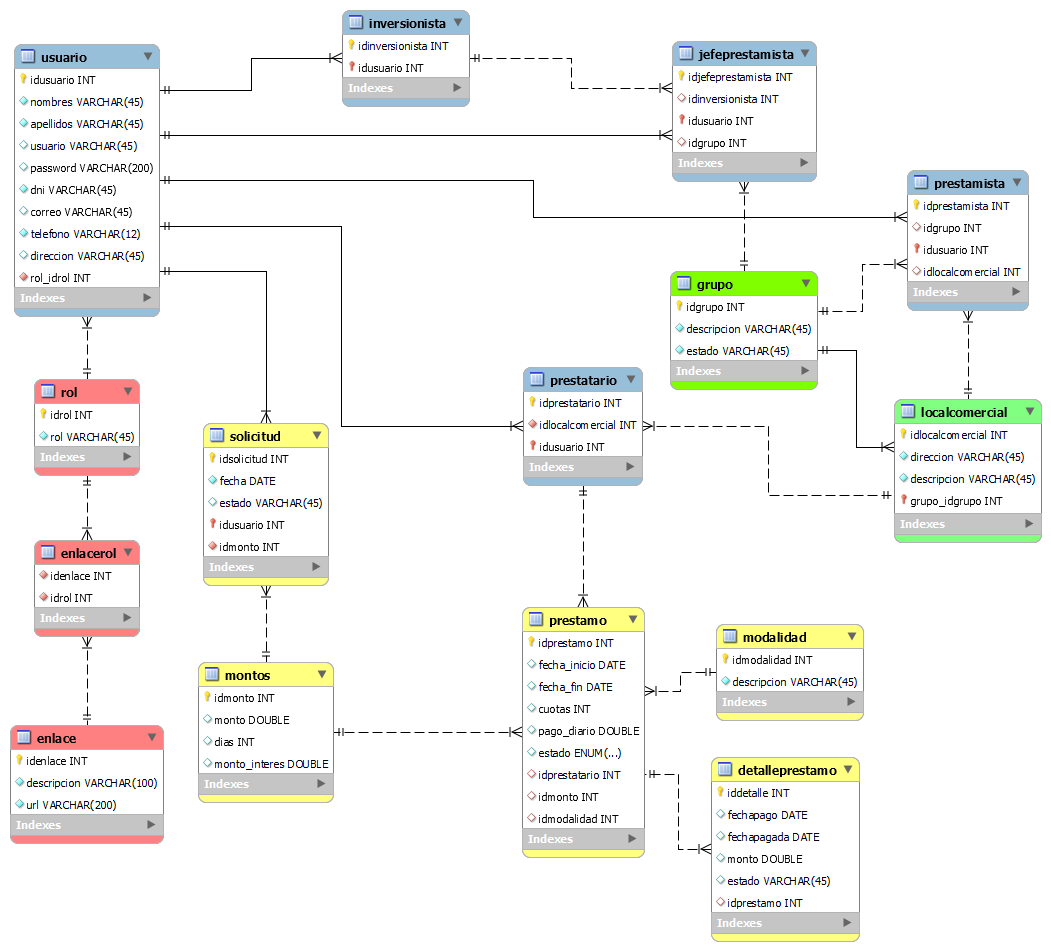 usuario
idusuario INT
nombres VARCHAR(45)
apellidos VARCHAR(45)
usuario VARCHAR(45)
password VARCHAR(200)
dni VARCHAR(45)
correo VARCHAR(45)
telefono VARCHAR(12)
direccion VARCHAR(45)
rol_idrol INT
Indexes
inversionista
idinversionista INT
idusuario INT
Indexes
jefeprestamista
idjefeprestamista INT
idinversionista INT
idusuario INT
idgrupo INT
Indexes
prestamista
idprestamista INT
idgrupo INT
idusuario INT
idlocalcomercial INT
Indexes
grupo
idgrupo INT
descripcion VARCHAR(45)
estado VARCHAR(45)
Indexes
rol
idrol INT
rol VARCHAR(45)
Indexes
solicitud
idsolicitud INT
fecha DATE
estado VARCHAR(45)
idusuario INT
idmonto INT
Indexes
prestatario
idprestatario INT
idlocalcomercial INT
idusuario INT
Indexes
localcomercial
idlocalcomercial INT
direccion VARCHAR(45)
descripcion VARCHAR(45)
grupo_idgrupo INT
Indexes
enlacerol
idenlace INT
idrol INT
Indexes
enlace
idenlace INT
descripcion VARCHAR(100)
url VARCHAR(200)
Indexes
montos
idmonto INT
monto DOUBLE
dias INT
monto_interes DOUBLE
Indexes
prestamo
idprestamo INT
fecha_inicio DATE
fecha_fin DATE
cuotas INT
pago_diario DOUBLE
estado ENUM(...)
idprestatario INT
idmonto INT
idmodalidad INT
Indexes
modalidad
idmodalidad INT
descripcion VARCHAR(45)
Indexes
detalleprestamo
iddetalle INT
fechapago DATE
fechapagada DATE
monto DOUBLE
estado VARCHAR(45)
idprestamo INT
Indexes